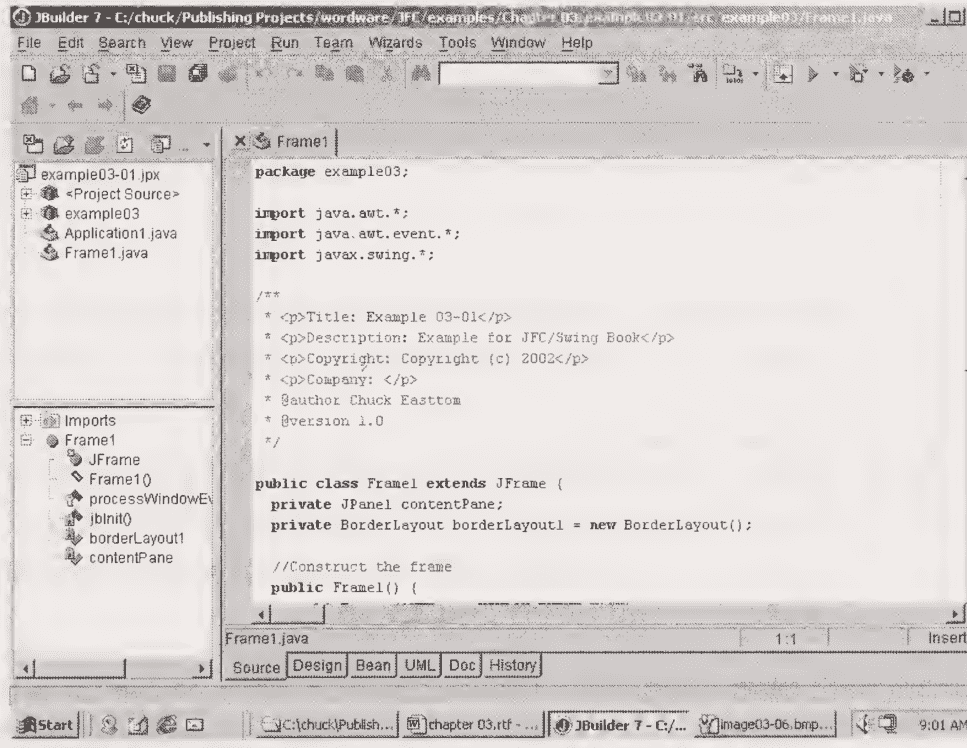 JBuilder 7 - C:/chuck/Publishing Projects/wordware/JFC/examples/Chapter 03/example03-01/src/example03/Frame1.java
File Edit Search View Project Run Team Wizards Tools Window Help
Frame1
example03-01.jpx
<Project Source>
example03
Application1.java
Frame1.java
package example03;
import java.awt.*;
import java.awt.event.*;
import javax.swing.*;
/**
* <p>Title: Example 03-01</p>
* <p>Description: Example for JFC/Swing Book</p>
* <p>Copyright: Copyright (c) 2002</p>
* <p>Company: </p>
* @author Chuck Easttom
* @version 1.0
*/
public class Frame1 extends JFrame {
private JPanel contentPane;
private BorderLayout borderLayout1 = new BorderLayout();
//Construct the frame
public Frame1() {
Imports
Frame1
JFrame
Frame1()
processWindowEv
jbInit()
borderLayout1
contentPane
Frame1.java 1:1 Insert
Source Design Bean UML Doc History
Start C:\chuck\Publish... chapter 03.rtf - ... JBuilder 7 - C:/... image03-06.bmp... 9:01 AM